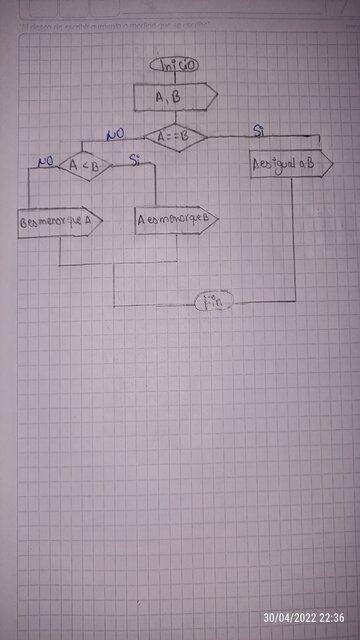 "El deseo de escribir aumenta a medida que se escribe"
Inicio
A, B
NO
A==B
Si
NO
A < B
Si
A es igual a B
B es menor que A
A es menor que B
Fin
30/04/2022 22:36